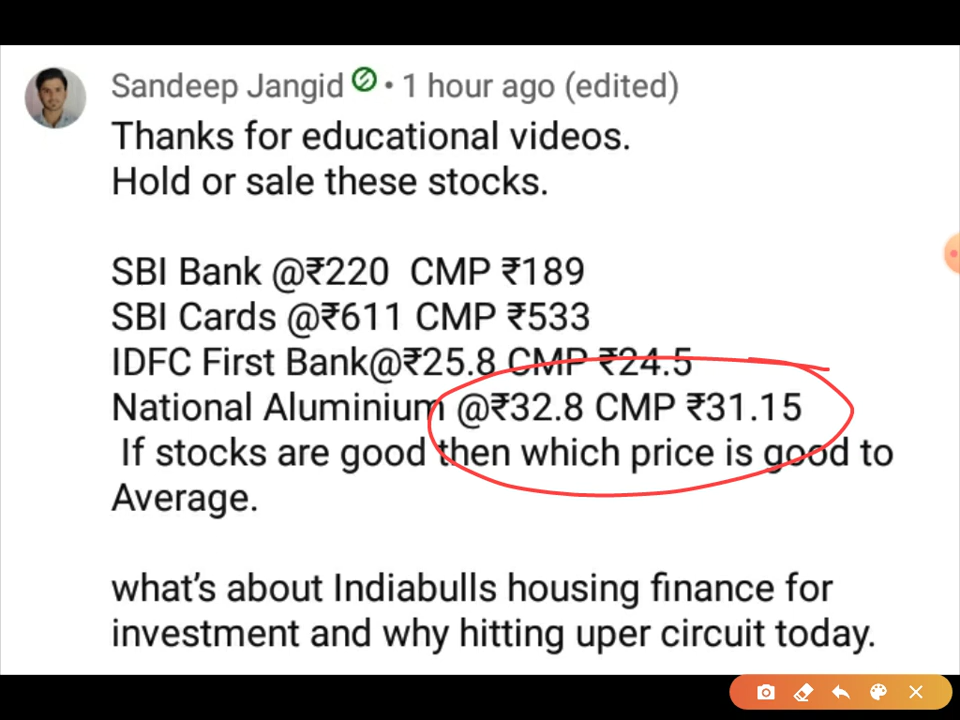 Sandeep Jangid • 1 hour ago (edited)
Thanks for educational videos.
Hold or sale these stocks.
SBI Bank @₹220 CMP ₹189
SBI Cards @₹611 CMP ₹533
IDFC First Bank@₹25.8 CMP ₹24.5
National Aluminium @₹32.8 CMP ₹31.15
If stocks are good then which price is good to
Average.
what's about Indiabulls housing finance for
investment and why hitting uper circuit today.